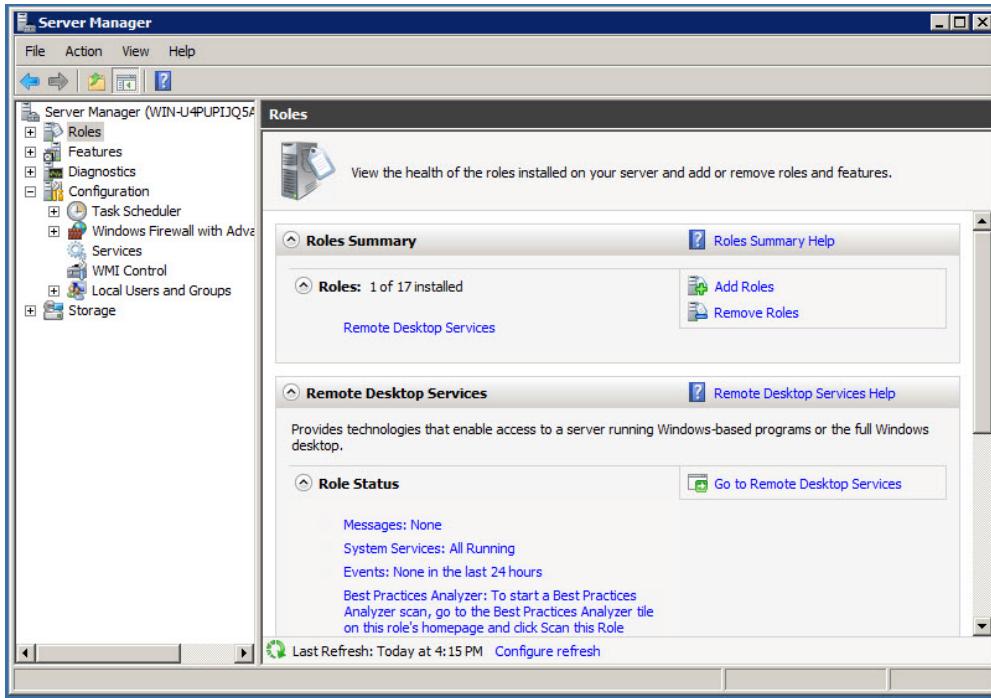 Server Manager
File Action View Help
Server Manager (WIN-U4PUPIJQ5A
Roles
Features
Diagnostics
Configuration
Task Scheduler
Windows Firewall with Adva
Services
WMI Control
Local Users and Groups
Storage
Roles
View the health of the roles installed on your server and add or remove roles and features.
Roles Summary
Roles Summary Help
Roles: 1 of 17 installed
Add Roles
Remove Roles
Remote Desktop Services
Remote Desktop Services
Remote Desktop Services Help
Provides technologies that enable access to a server running Windows-based programs or the full Windows
desktop.
Role Status
Go to Remote Desktop Services
Messages: None
System Services: All Running
Events: None in the last 24 hours
Best Practices Analyzer: To start a Best Practices
Analyzer scan, go to the Best Practices Analyzer tile
on this role's homepage and click Scan this Role
Last Refresh: Today at 4:15 PM Configure refresh